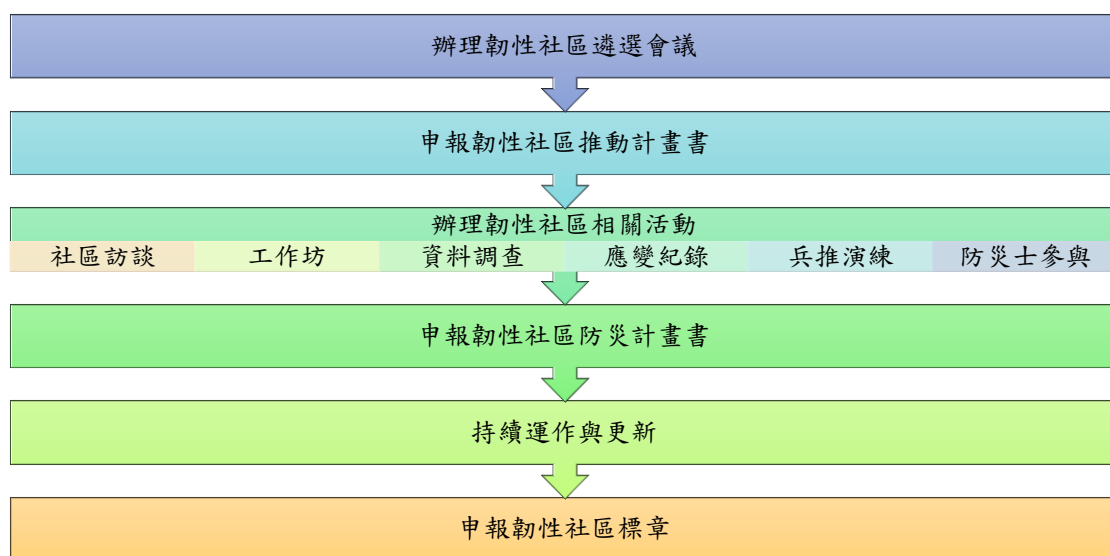 辦理韌性社區遴選會議
申報韌性社區推動計畫書
辦理韌性社區相關活動
社區訪談 工作坊 資料調查 應變紀錄 兵推演練 防災士參與
申報韌性社區防災計畫書
持續運作與更新
申報韌性社區標章